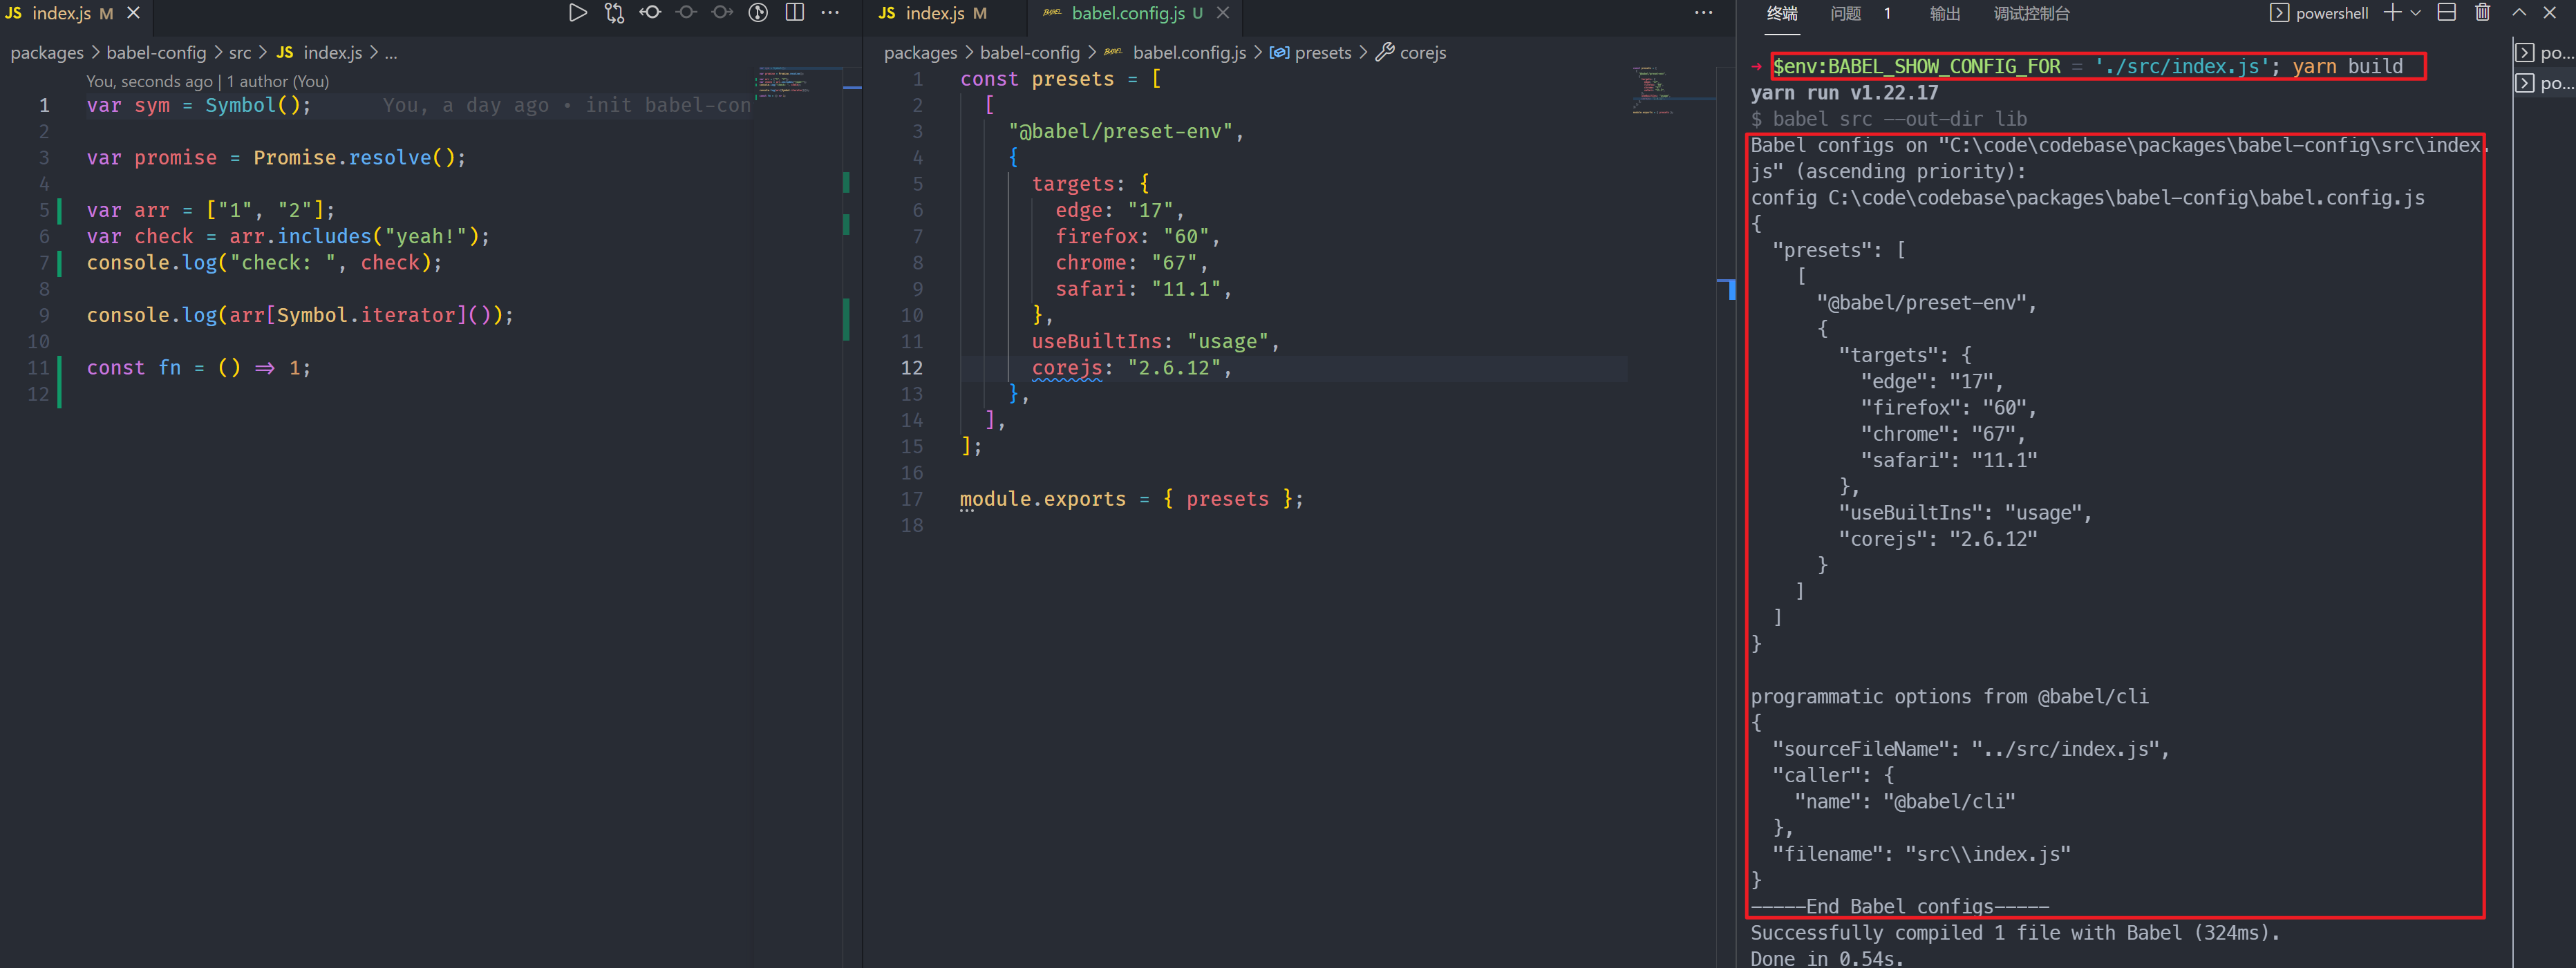 JS index.js M
packages > babel-config > src > JS index.js > ...
You, seconds ago | 1 author (You)
1 var sym = Symbol(); You, a day ago • init babel-con
2
3 var promise = Promise.resolve();
4
5 var arr = ["1", "2"];
6 var check = arr.includes("yeah!");
7 console.log("check: ", check);
8
9 console.log(arr[Symbol.iterator]());
10
11 const fn = () ⇒ 1;
12
JS index.js M
BABEL babel.config.js U
packages > babel-config > BABEL babel.config.js > presets > corejs
1 const presets = [
2 [
3 "@babel/preset-env",
4 {
5 targets: {
6 edge: "17",
7 firefox: "60",
8 chrome: "67",
9 safari: "11.1",
10 },
11 useBuiltIns: "usage",
12 corejs: "2.6.12",
13 },
14 ],
15 ];
16
17 module.exports = { presets };
18
终端 问题 1 输出 调试控制台 powershell
po...
po...
→ $env:BABEL_SHOW_CONFIG_FOR = './src/index.js'; yarn build
yarn run v1.22.17
$ babel src --out-dir lib
Babel configs on "C:\code\codebase\packages\babel-config\src\index.
js" (ascending priority):
config C:\code\codebase\packages\babel-config\babel.config.js
{
"presets": [
[
"@babel/preset-env",
{
"targets": {
"edge": "17",
"firefox": "60",
"chrome": "67",
"safari": "11.1"
},
"useBuiltIns": "usage",
"corejs": "2.6.12"
}
]
]
}
programmatic options from @babel/cli
{
"sourceFileName": "../src/index.js",
"caller": {
"name": "@babel/cli"
},
"filename": "src\\index.js"
}
-----End Babel configs-----
Successfully compiled 1 file with Babel (324ms).
Done in 0.54s.